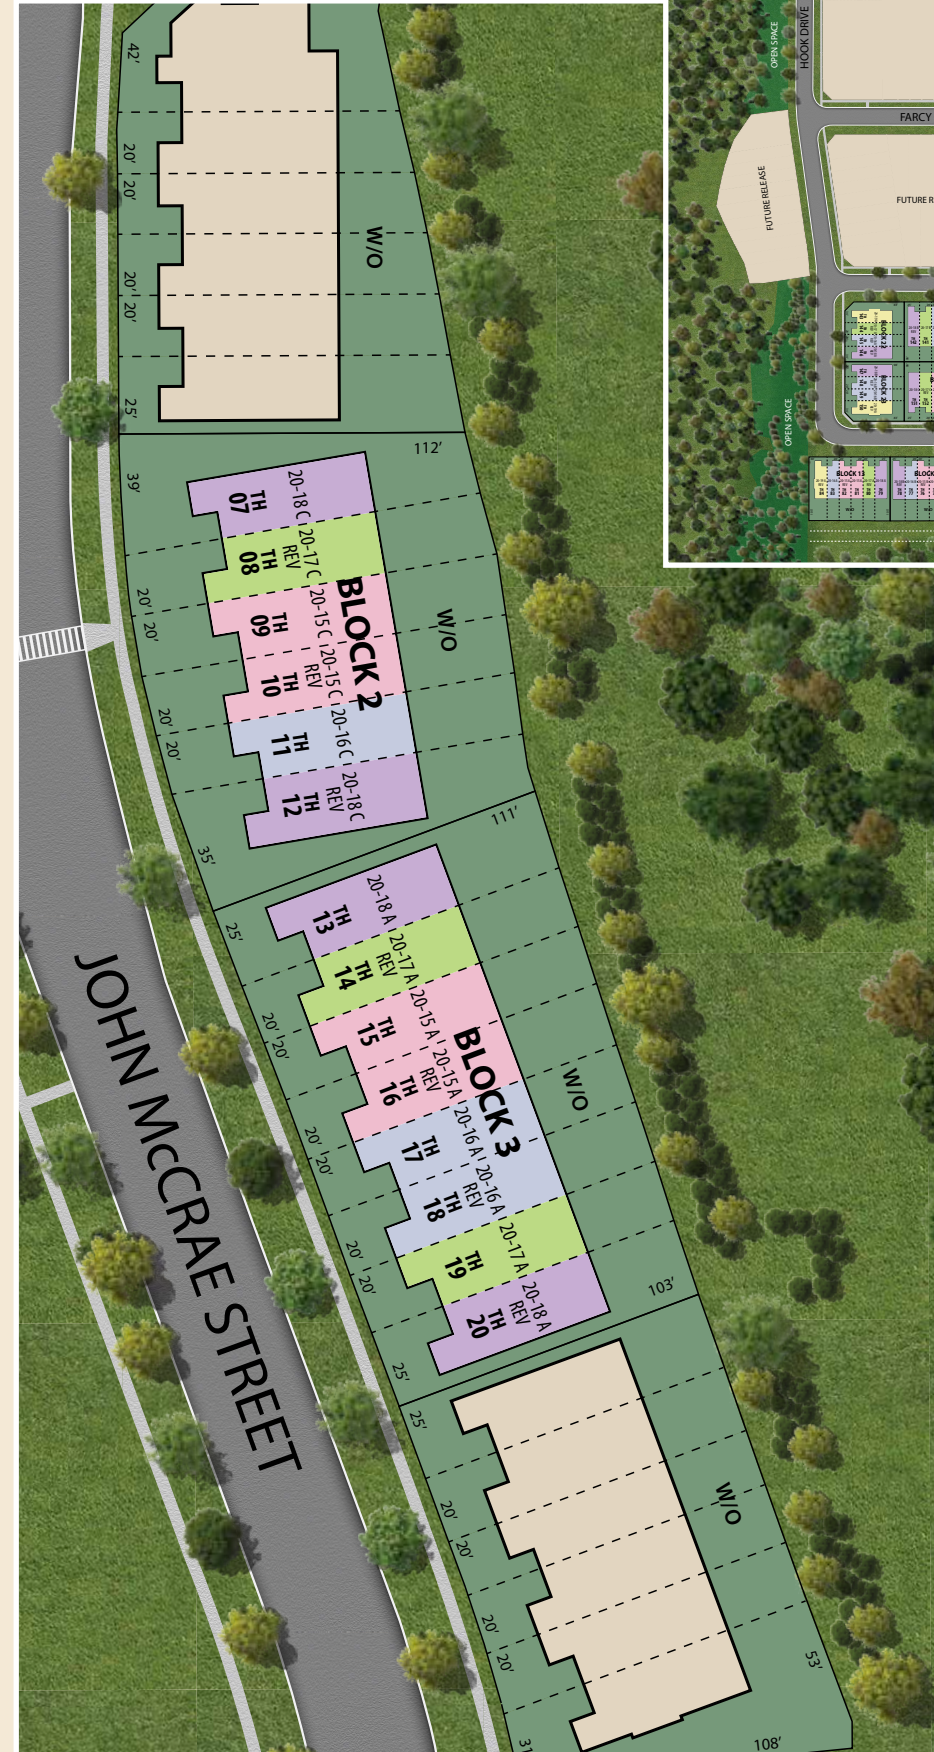 42'
20'
20'
20'
20'
25'
W/O
112'
39'
20'
20'
20'
20'
35'
TH
07
20-18 C
TH
08
REV
20-17 C
TH
09
20-15 C
TH
10
REV
20-15 C
TH
11
20-16 C
TH
12
REV
20-18 C
BLOCK 2
W/O
111'
25'
20'
20'
20'
20'
20'
20'
25'
TH
13
20-18 A
TH
14
REV
20-17 A
TH
15
20-15 A
TH
16
REV
20-15 A
TH
17
20-16 A
TH
18
REV
20-16 A
TH
19
20-17 A
TH
20
REV
20-18 A
BLOCK 3
W/O
103'
JOHN McCRAE STREET
25'
20'
20'
20'
20'
31
W/O
53'
108'
OPEN SPACE
HOOK DRIVE
FARCY
FUTURE RELEASE
FUTURE R
OPEN SPACE
BLOCK 13
BLOCK